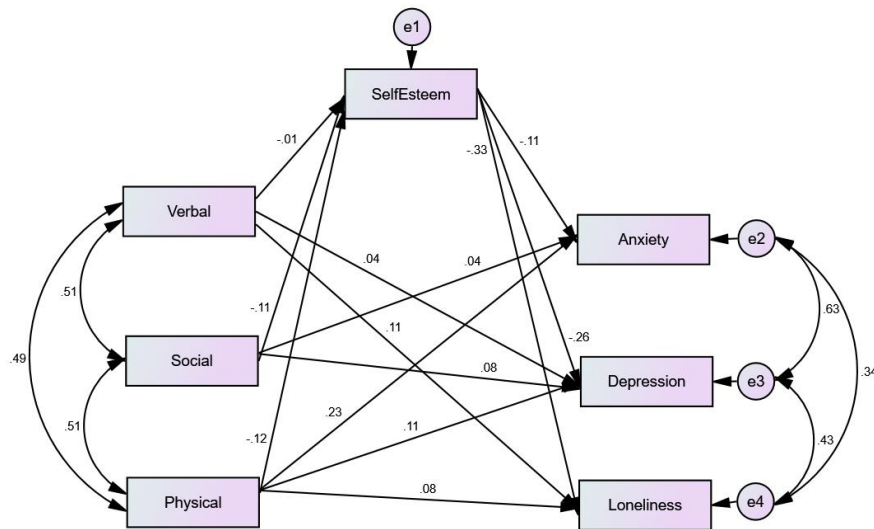 e1
SelfEsteem
-.01
-.33
-.11
Verbal
Anxiety
e2
.04
.04
.51
-.11
.11
-.26
.63
.49
Social
.08
Depression
e3
.34
.51
-.12
.23
.11
.43
Physical
.08
Loneliness
e4